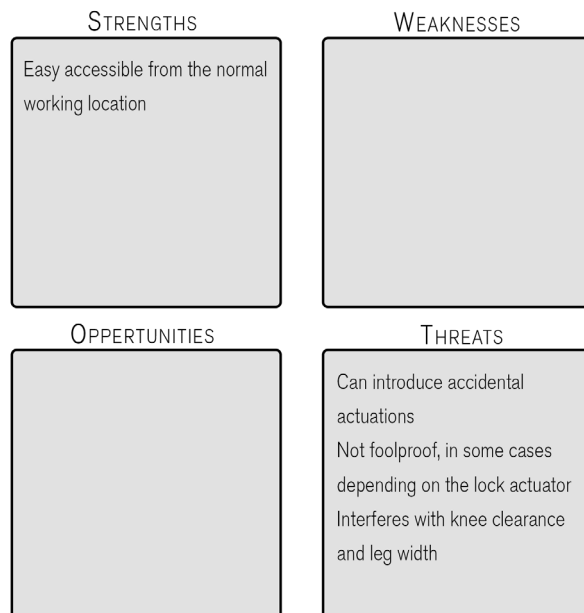 STRENGTHS
WEAKNESSES
Easy accessible from the normal
working location
OPPERTUNITIES
THREATS
Can introduce accidental
actuations
Not foolproof, in some cases
depending on the lock actuator
Interferes with knee clearance
and leg width